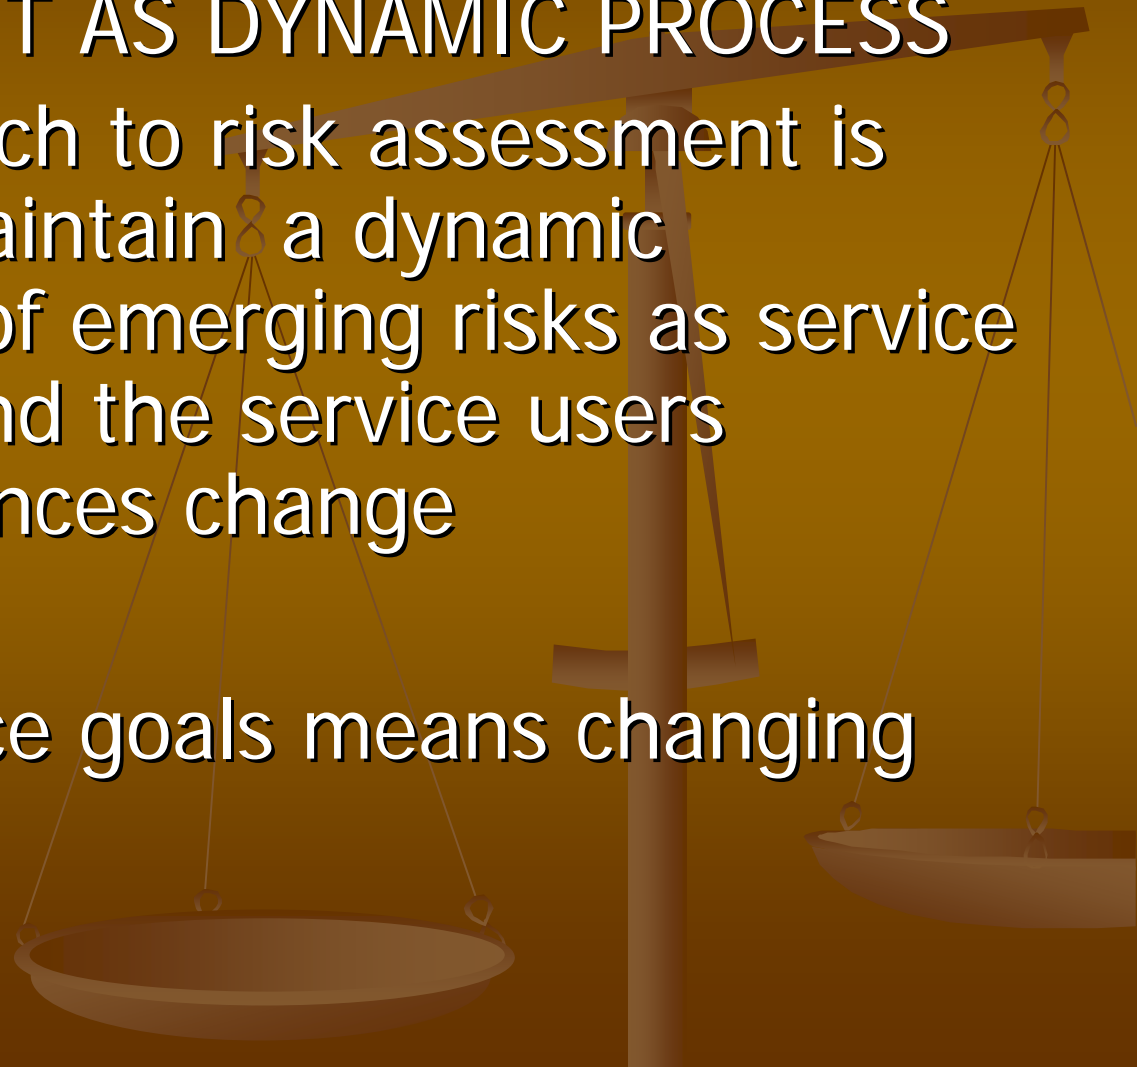 T AS DYNAMIC PROCESS
ch to risk assessment is
aintain a dynamic
of emerging risks as service
nd the service users
nces change
ce goals means changing